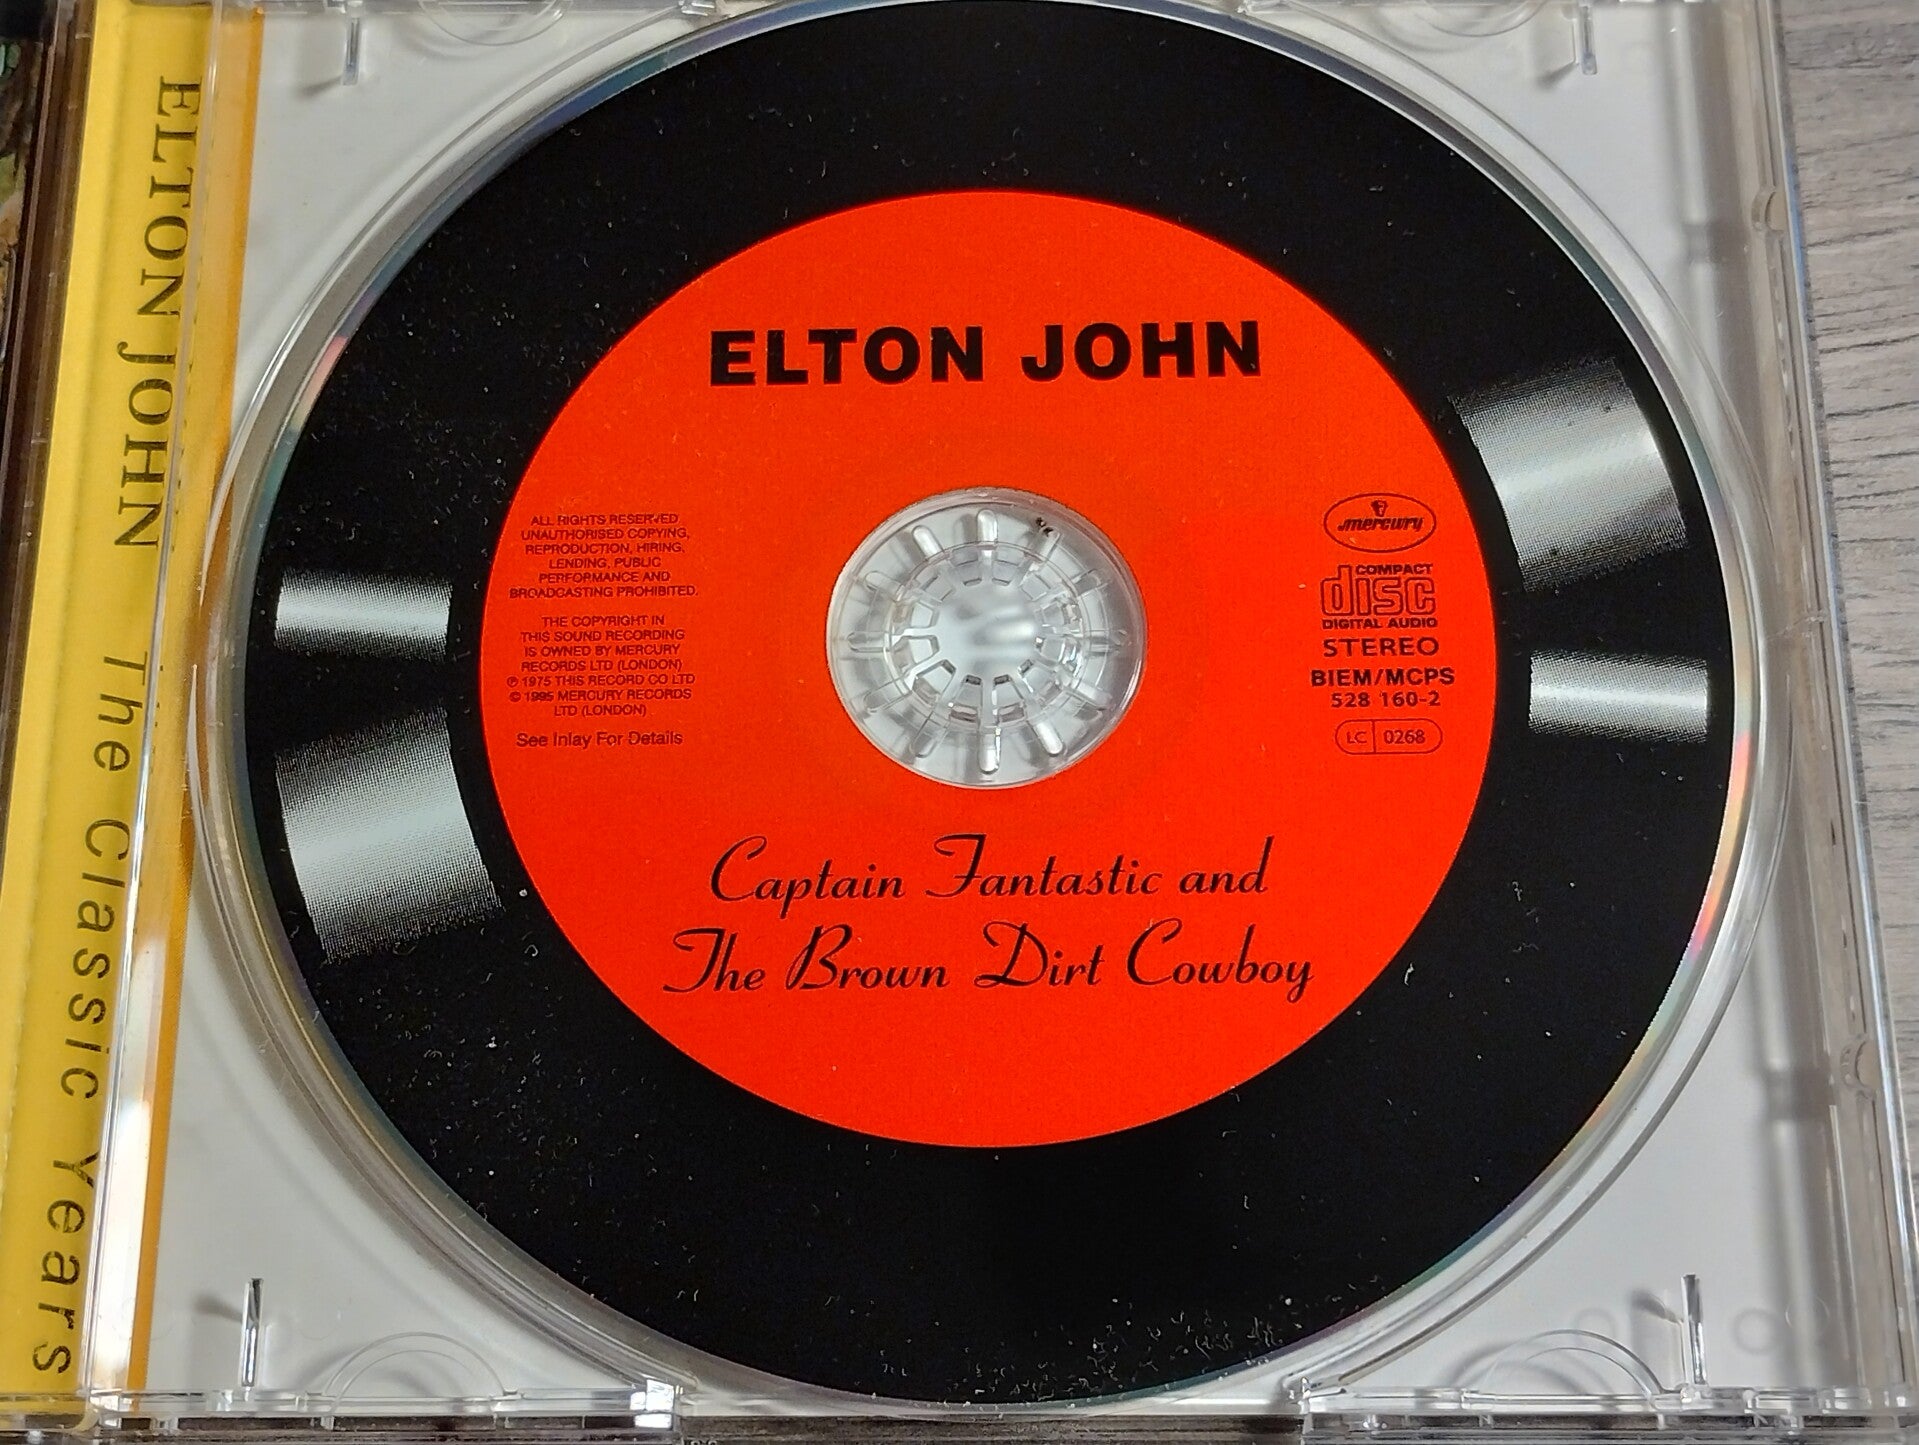 ELTON JOHN The Classic Years
ELTON JOHN
ALL RIGHTS RESERVED
UNAUTHORISED COPYING,
REPRODUCTION, HIRING,
LENDING, PUBLIC
PERFORMANCE AND
BROADCASTING PROHIBITED.
THE COPYRIGHT IN
THIS SOUND RECORDING
IS OWNED BY MERCURY
RECORDS LTD (LONDON)
℗ 1975 THIS RECORD CO LTD
© 1995 MERCURY RECORDS
LTD (LONDON)
See Inlay For Details
mercury
COMPACT
disc
DIGITAL AUDIO
STEREO
BIEM/MCPS
528 160-2
LC 0268
Captain Fantastic and
The Brown Dirt Cowboy